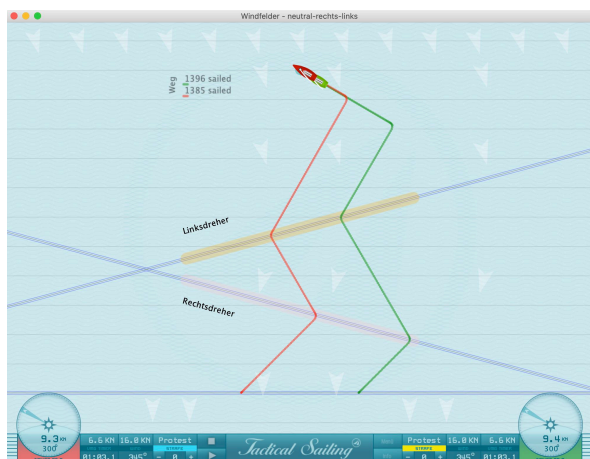 Windfelder - neutral-rechts-links
Weg
1396 sailed
1385 sailed
Linksdreher
Rechtsdreher
9.3 KN
300°
6.6 KN 16.0 KN Protest
01:03.1 345° - 0 +
Tactical Sailing
Protest 16.0 KN 6.6 KN
- 0 + 345° 01:03.1
9.4 KN
300°